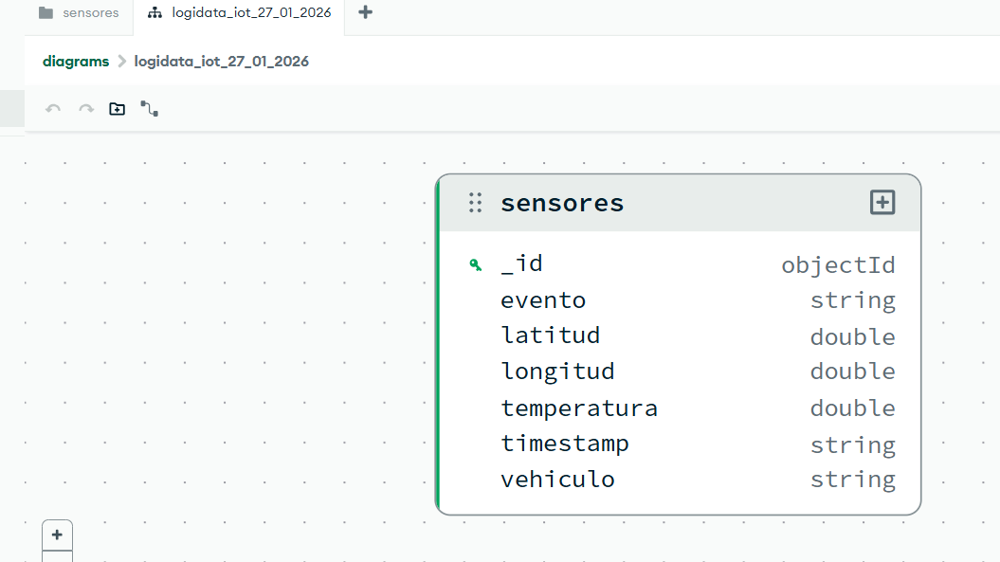 sensores logidata_iot_27_01_2026
diagrams logidata_iot_27_01_2026
sensores
_id objectId
evento string
latitud double
longitud double
temperatura double
timestamp string
vehiculo string